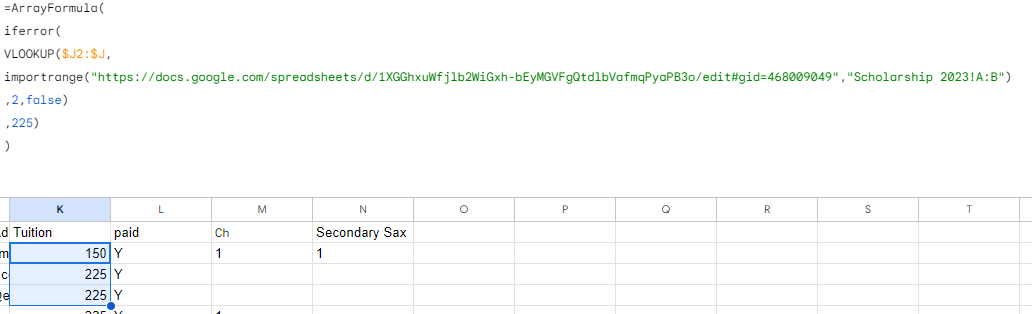 =ArrayFormula(
iferror(
VLOOKUP($J2:$J,
importrange("https://docs.google.com/spreadsheets/d/1XGGhxuWfjlb2WiGxh-bEyMGVFgQtdlbVafmqPyaPB3o/edit#gid=468009049","Scholarship 2023!A:B")
,2,false)
,225)
)
K L M N O P Q R S T
d Tuition paid Ch Secondary Sax
m 150 Y 1 1
c 225 Y
e 225 Y
225 Y 1